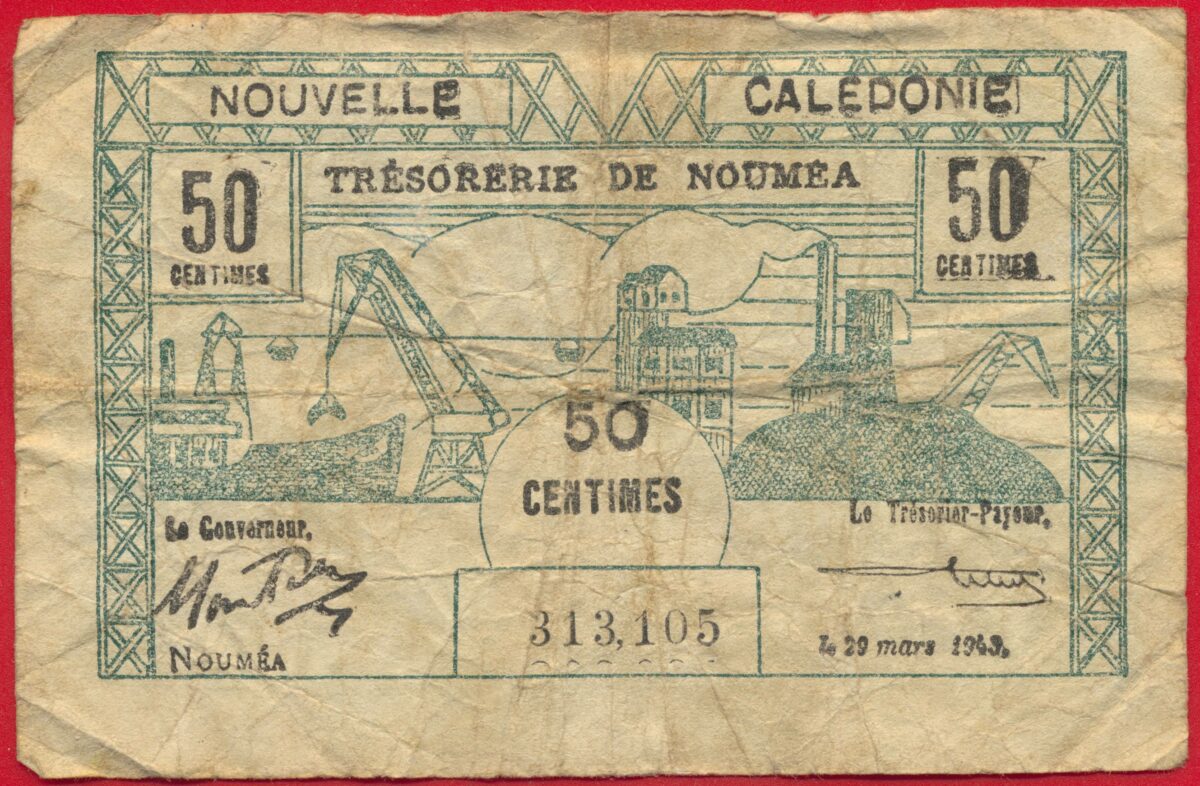 NOUVELLE CALÉDONIE
50 CENTIMES
TRÉSORERIE DE NOUMÉA
50 CENTIMES
50
CENTIMES
Le Gouverneur,
Le Trésorier-Payeur,
313,105
NOUMÉA
le 29 mars 1943.